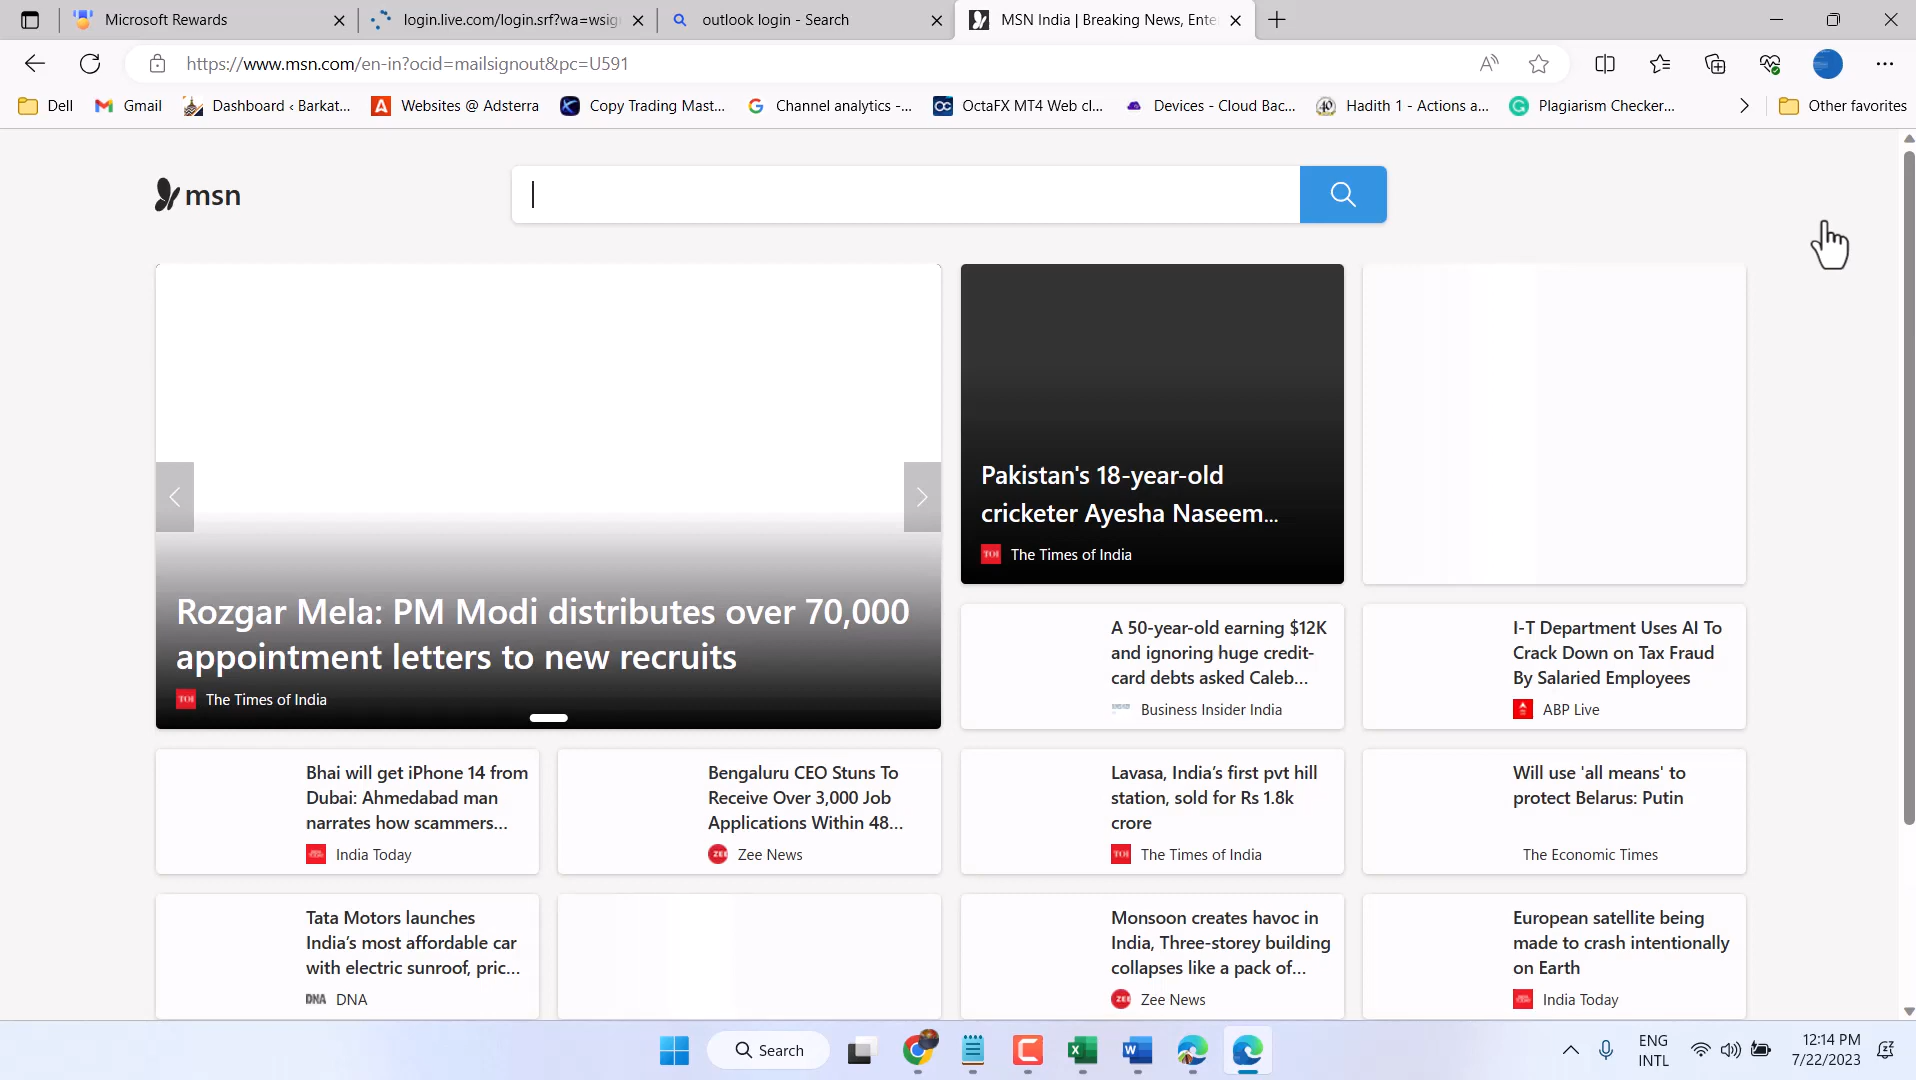 Microsoft Rewards
login.live.com/login.srf?wa=wsig
outlook login - Search
MSN India | Breaking News, Ente
https://www.msn.com/en-in?ocid=mailsignout&pc=U591
Dell
Gmail
Dashboard ‹ Barkat...
Websites @ Adsterra
Copy Trading Mast...
Channel analytics -...
OctaFX MT4 Web cl...
Devices - Cloud Bac...
Hadith 1 - Actions a...
Plagiarism Checker...
Other favorites
msn
Pakistan's 18-year-old
cricketer Ayesha Naseem...
TOI The Times of India
Rozgar Mela: PM Modi distributes over 70,000
appointment letters to new recruits
TOI The Times of India
A 50-year-old earning $12K
and ignoring huge credit-
card debts asked Caleb...
Business Insider India
I-T Department Uses AI To
Crack Down on Tax Fraud
By Salaried Employees
ABP Live
Bhai will get iPhone 14 from
Dubai: Ahmedabad man
narrates how scammers...
India Today
Bengaluru CEO Stuns To
Receive Over 3,000 Job
Applications Within 48...
ZEE Zee News
Lavasa, India's first pvt hill
station, sold for Rs 1.8k
crore
TOI The Times of India
Will use 'all means' to
protect Belarus: Putin
The Economic Times
Tata Motors launches
India's most affordable car
with electric sunroof, pric...
DNA DNA
Monsoon creates havoc in
India, Three-storey building
collapses like a pack of...
ZEE Zee News
European satellite being
made to crash intentionally
on Earth
India Today
Search
ENG
INTL
12:14 PM
7/22/2023